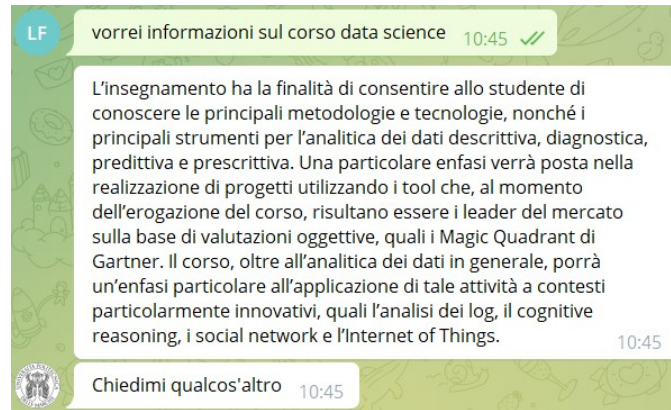 LF
vorrei informazioni sul corso data science 10:45
L’insegnamento ha la finalità di consentire allo studente di
conoscere le principali metodologie e tecnologie, nonché i
principali strumenti per l’analitica dei dati descrittiva, diagnostica,
predittiva e prescrittiva. Una particolare enfasi verrà posta nella
realizzazione di progetti utilizzando i tool che, al momento
dell’erogazione del corso, risultano essere i leader del mercato
sulla base di valutazioni oggettive, quali i Magic Quadrant di
Gartner. Il corso, oltre all’analitica dei dati in generale, porrà
un’enfasi particolare all’applicazione di tale attività a contesti
particolarmente innovativi, quali l’analisi dei log, il cognitive
reasoning, i social network e l’Internet of Things.
10:45
Chiedimi qualcos'altro 10:45